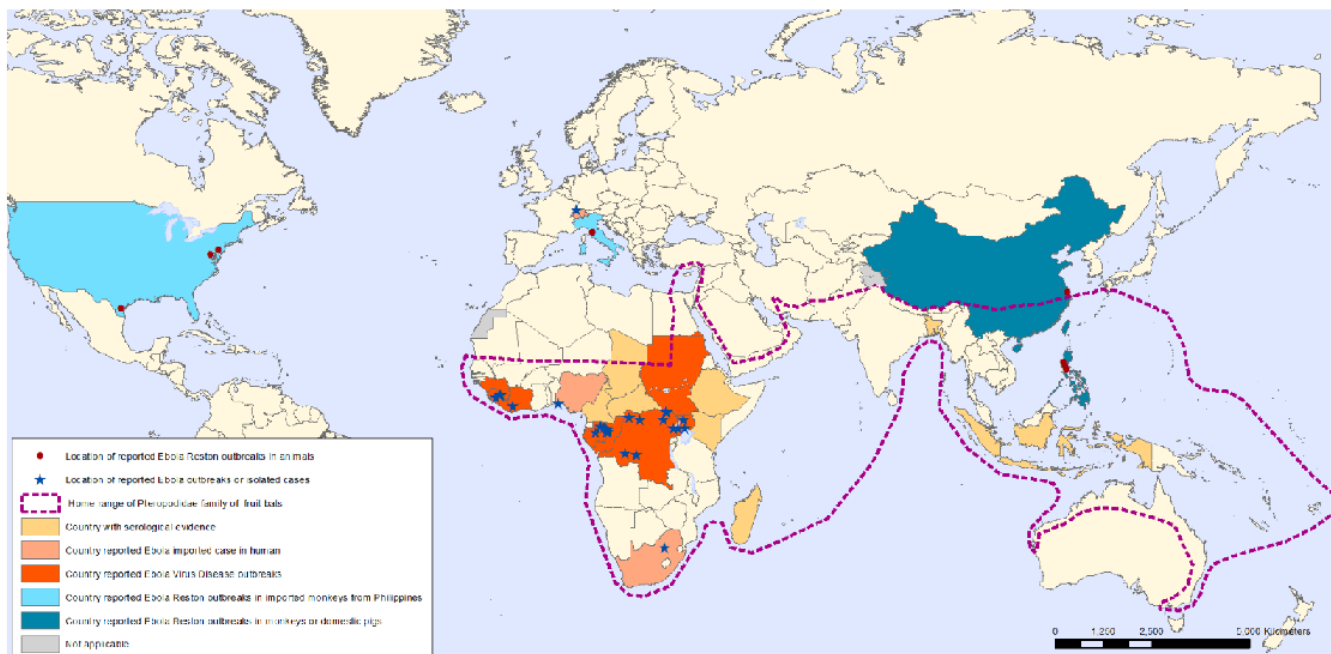 Location of reported Ebola Reston outbreaks in animals
Location of reported Ebola outbreaks or isolated cases
Home range of Pteropodidae family of fruit bats
Country with serological evidence
Country reported Ebola imported case in human
Country reported Ebola Virus Disease outbreaks
Country reported Ebola Reston outbreaks in imported monkeys from Philippines
Country reported Ebola Reston outbreaks in monkeys or domestic pigs
Not applicable
0 1,250 2,500 5,000 Kilometers